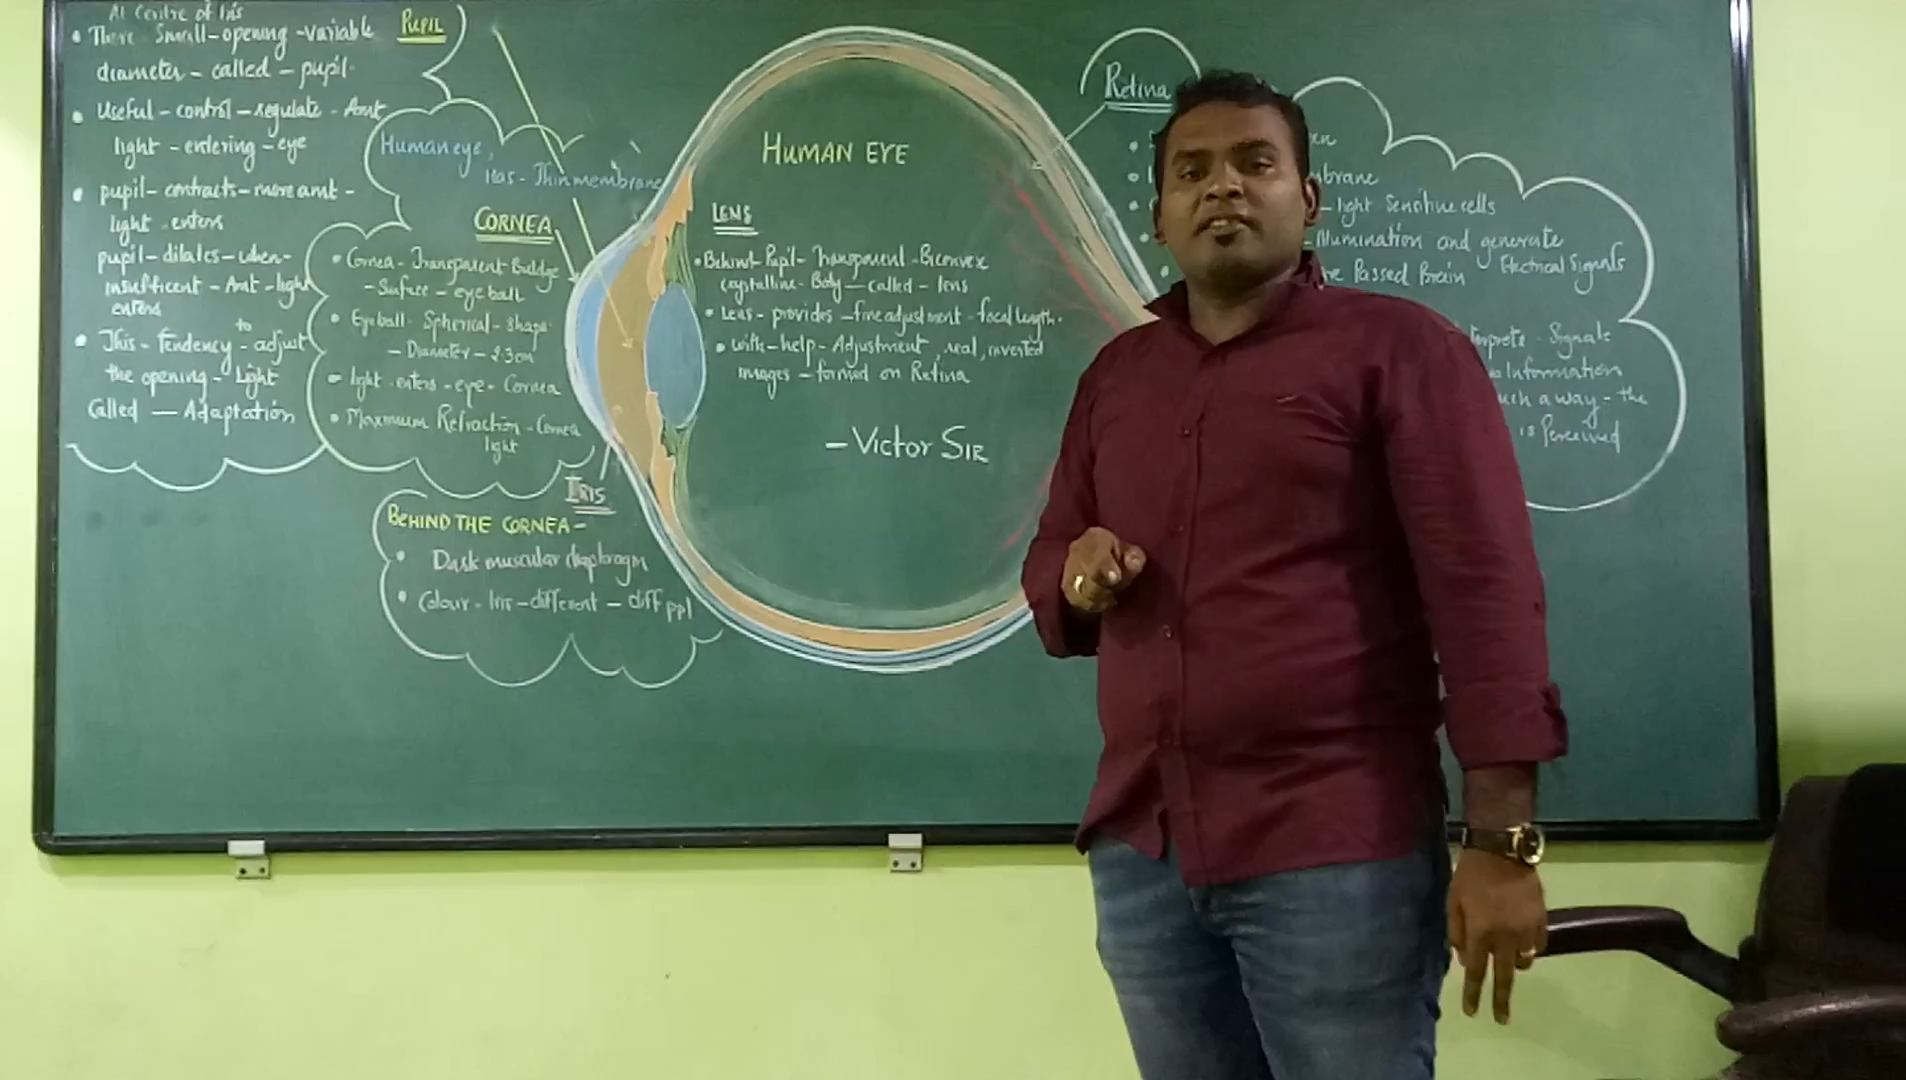 At Centre of Iris
• There Small-opening-variable
diameter-called-pupil-
• Useful-control-regulate-Amt
light-entering-eye
• pupil-contracts-more amt-
light-enters
pupil-dilates-when-
insufficent-Amt-light
enters
• This-Tendency-to adjust
the opening-Light
Called — Adaptation
PUPIL
Human eye,
Has-Thin membrane
CORNEA
• Cornea-Transparent
-Surface-eye ball
• Eyeball-Spherical-shape
-Diameter-2.3cm
• light-enters-eye-Cornea
• Maximum Refraction-Cornea
light
IRIS
BEHIND THE CORNEA-
• Dark muscular diaphragm
• Colour-Iris-different-diff ppl
HUMAN EYE
LENS
• Behind-Pupil-Transparent-Biconvex
Crystalline-Body—called-lens
• Lens-provides-fine adjustment-focal length.
• with-help-Adjustment, real, inverted
images-formed on Retina
-VICTOR SIR
Retina
-light Sensitive cells
-Illumination and generate
Electrical Signals
Passed Brain
Signals
Information
a way-the
is Perceived